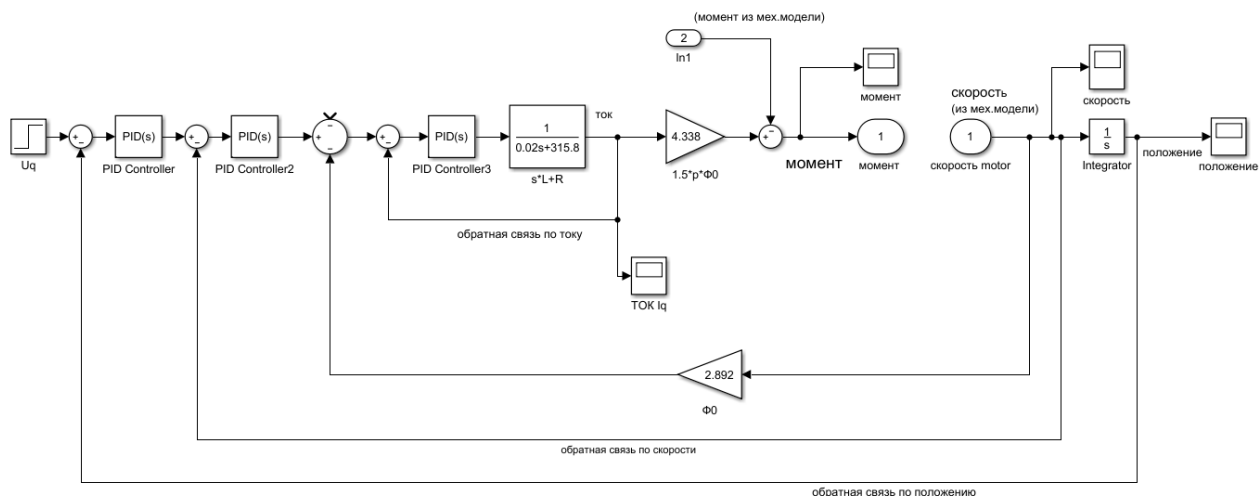 (момент из мех.модели)
2
In1
момент
скорость
(из мех.модели)
скорость
Uq
+
−
PID(s)
PID Controller
+
−
PID(s)
PID Controller2
−
−
+
−
PID(s)
PID Controller3
1
0.02s+315.8
s*L+R
ток
4.338
1.5*p*Ф0
−
+
момент
1
момент
1
скорость motor
1
s
Integrator
положение
положение
обратная связь по току
ТОК Iq
2.892
Ф0
обратная связь по скорости
обратная связь по положению